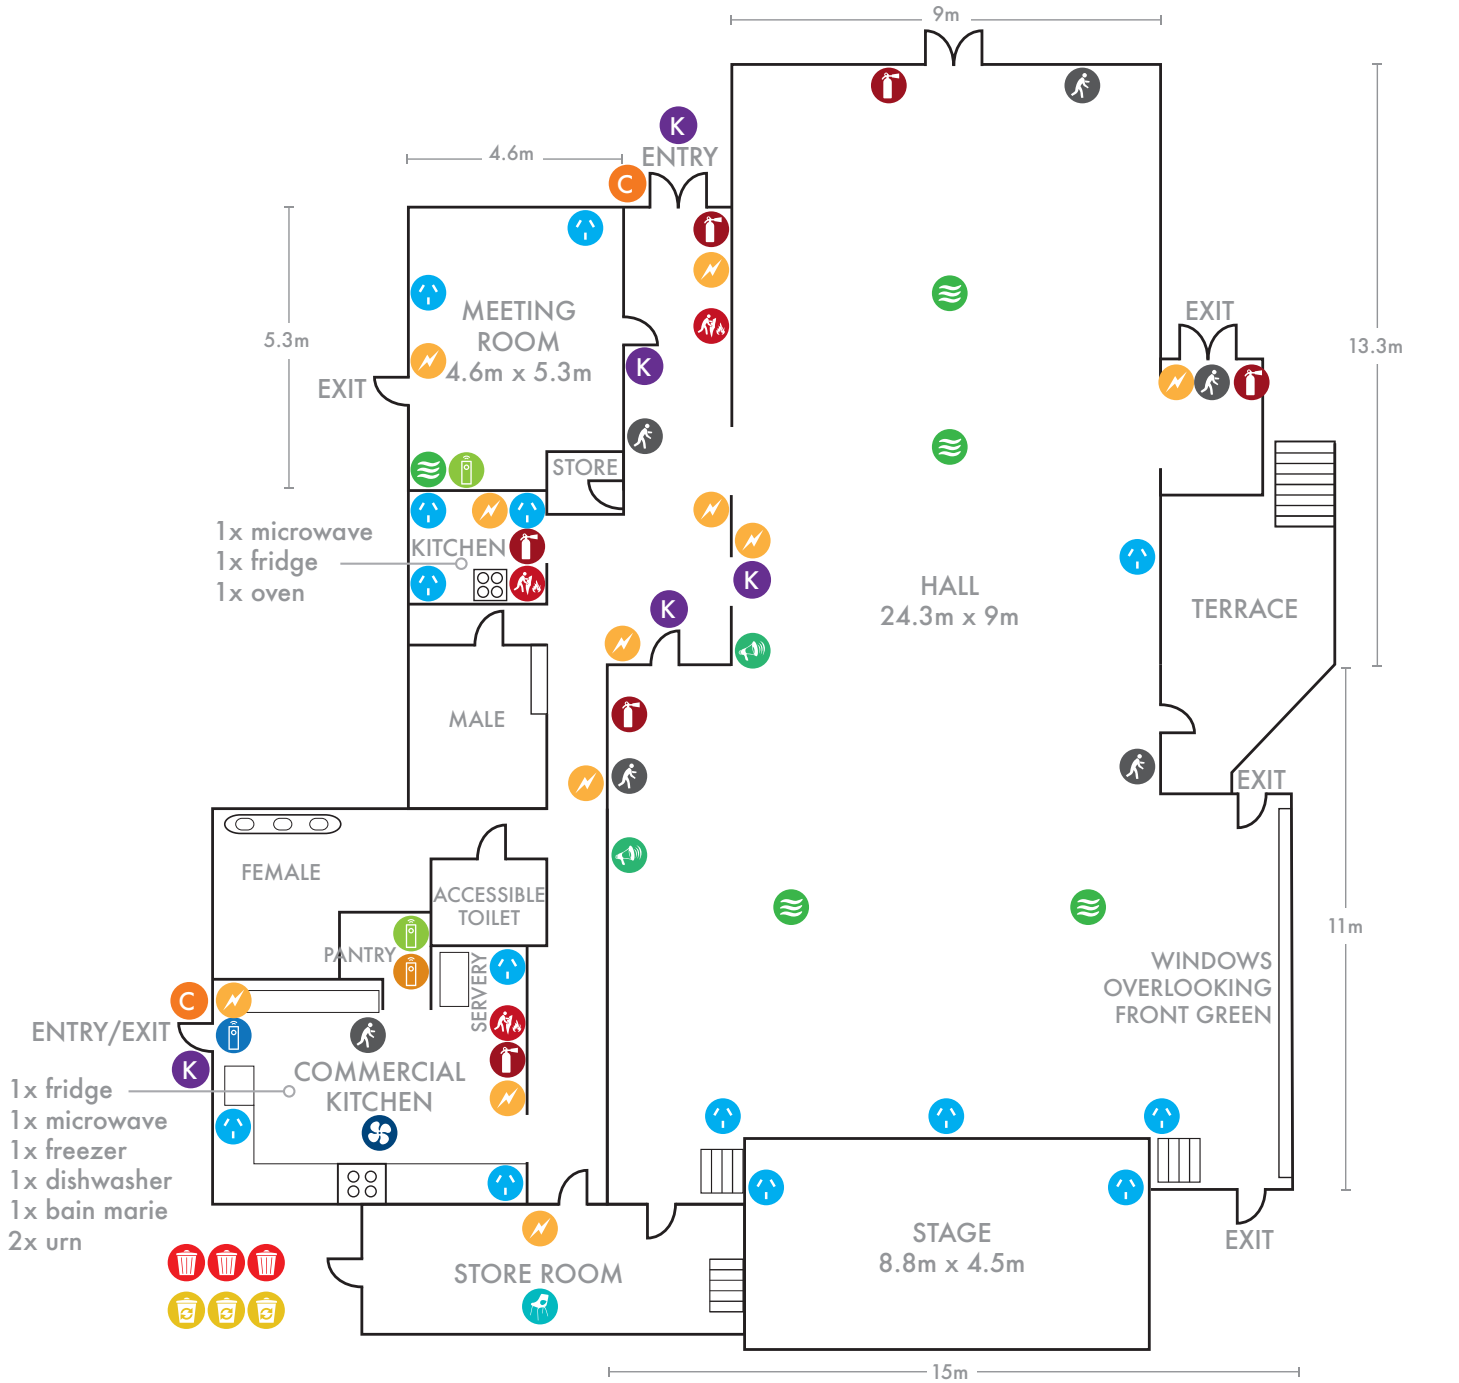 9m
K
ENTRY
4.6m
C
MEETING
ROOM
4.6m x 5.3m
5.3m
EXIT
K
STORE
EXIT
13.3m
1x microwave
1x fridge
1x oven
KITCHEN
K
K
HALL
24.3m x 9m
TERRACE
MALE
EXIT
FEMALE
ACCESSIBLE
TOILET
PANTRY
SERVERY
11m
WINDOWS
OVERLOOKING
FRONT GREEN
C
ENTRY/EXIT
K
COMMERCIAL
KITCHEN
1x fridge
1x microwave
1x freezer
1x dishwasher
1x bain marie
2x urn
STORE ROOM
STAGE
8.8m x 4.5m
EXIT
15m